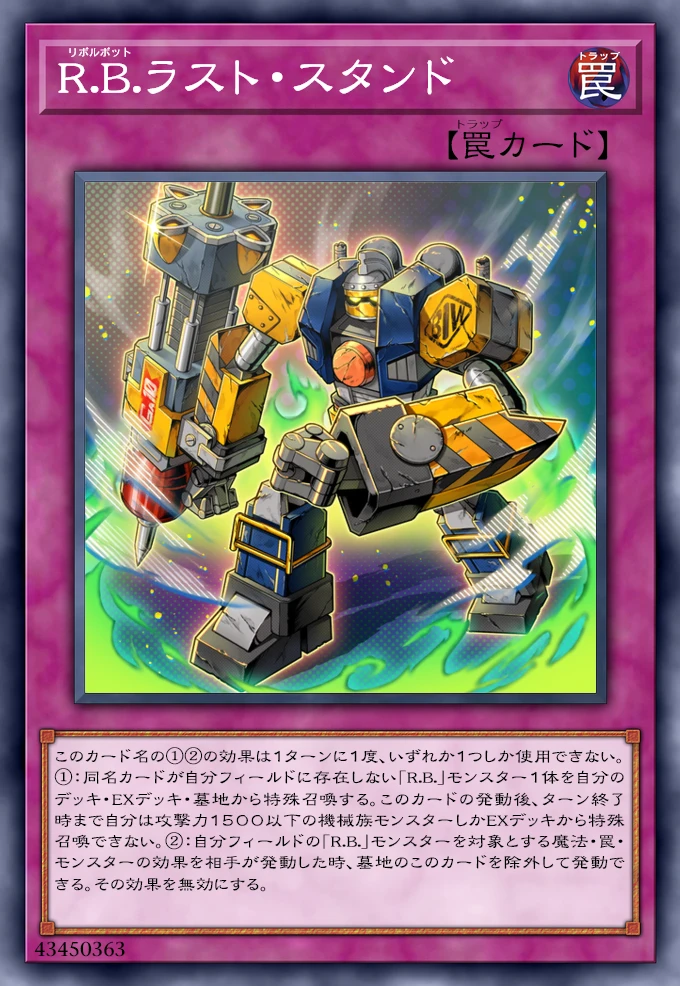 リボルボット
R.B.ラスト・スタンド
トラップ
罠
トラップ
【罠カード】
BIW
このカード名の①②の効果は1ターンに1度、いずれか1つしか使用できない。
①：同名カードが自分フィールドに存在しない「R.B.」モンスター1体を自分の
デッキ・EXデッキ・墓地から特殊召喚する。このカードの発動後、ターン終了
時まで自分は攻撃力1500以下の機械族モンスターしかEXデッキから特殊
召喚できない。②：自分フィールドの「R.B.」モンスターを対象とする魔法・罠・
モンスターの効果を相手が発動した時、墓地のこのカードを除外して発動で
きる。その効果を無効にする。
43450363